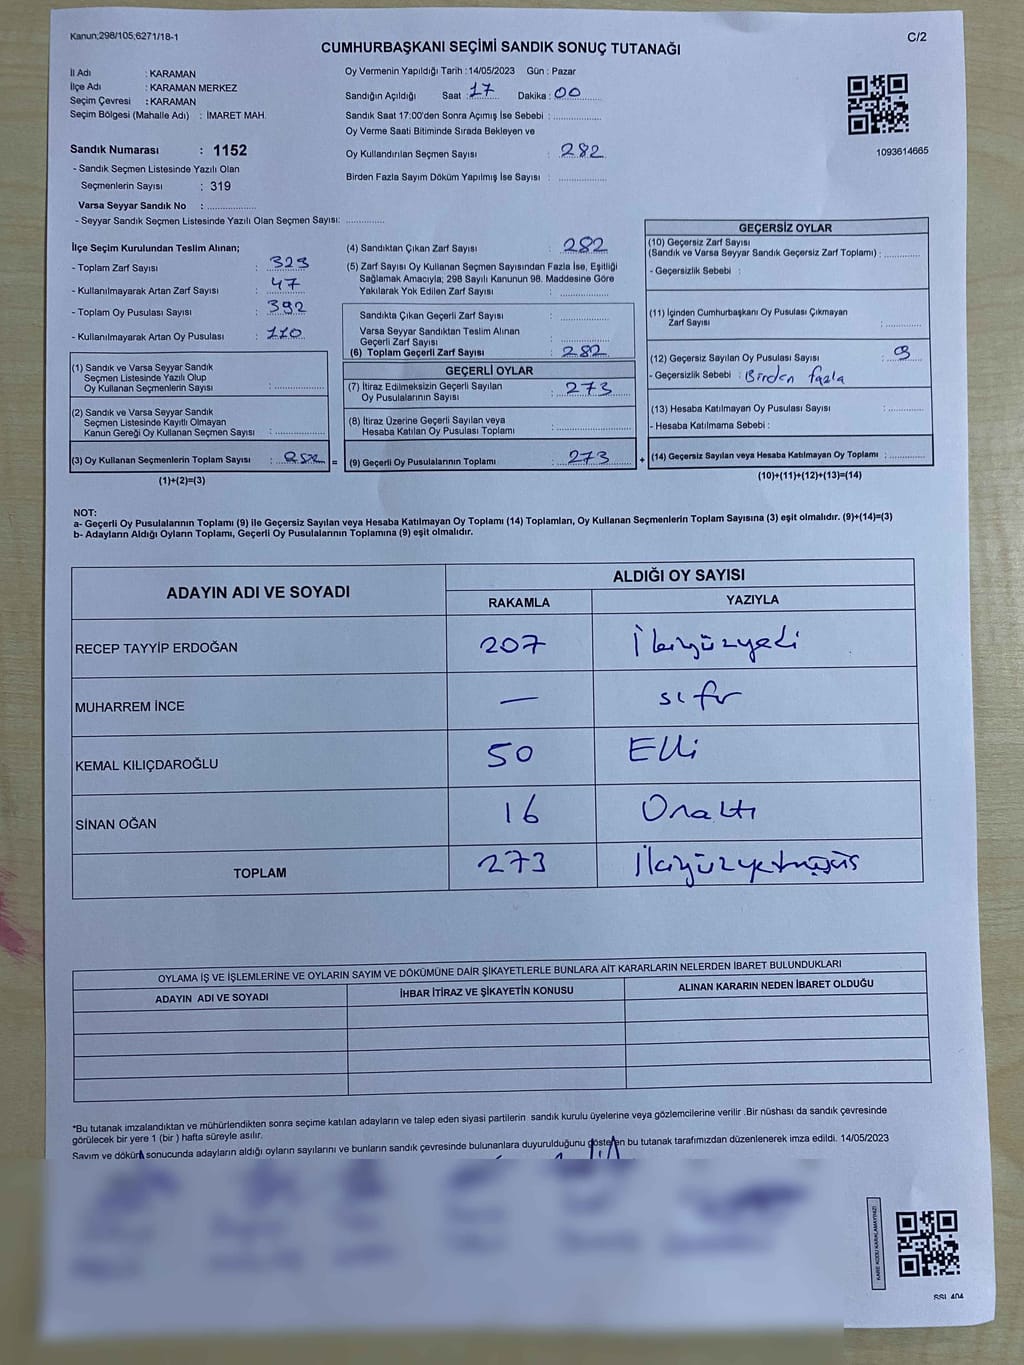 Kanun;298/105;6271/18-1
C/2
CUMHURBAŞKANI SEÇİMİ SANDIK SONUÇ TUTANAĞI
İl Adı : KARAMAN
İlçe Adı : KARAMAN MERKEZ
Seçim Çevresi : KARAMAN
Seçim Bölgesi (Mahalle Adı) : İMARET MAH.
Sandık Numarası : 1152
- Sandık Seçmen Listesinde Yazılı Olan
Seçmenlerin Sayısı : 319
Varsa Seyyar Sandık No :
- Seyyar Sandık Seçmen Listesinde Yazılı Olan Seçmen Sayısı:
Oy Vermenin Yapıldığı Tarih :14/05/2023 Gün : Pazar
Sandığın Açıldığı Saat : 17 Dakika : 00
Sandık Saat 17:00'den Sonra Açımış İse Sebebi :
Oy Verme Saati Bitiminde Sırada Bekleyen ve
Oy Kullandırılan Seçmen Sayısı : 282
Birden Fazla Sayım Döküm Yapılmış İse Sayısı :
1093614665
İlçe Seçim Kurulundan Teslim Alınan;
- Toplam Zarf Sayısı : 329
- Kullanılmayarak Artan Zarf Sayısı : 47
- Toplam Oy Pusulası Sayısı : 392
- Kullanılmayarak Artan Oy Pusulası : 110
(1) Sandık ve Varsa Seyyar Sandık
Seçmen Listesinde Yazılı Olup
Oy Kullanan Seçmenlerin Sayısı :
(2) Sandık ve Varsa Seyyar Sandık
Seçmen Listesinde Kayıtlı Olmayan
Kanun Gereği Oy Kullanan Seçmen Sayısı :
(3) Oy Kullanan Seçmenlerin Toplam Sayısı : 282 =
(1)+(2)=(3)
(4) Sandıktan Çıkan Zarf Sayısı : 282
(5) Zarf Sayısı Oy Kullanan Seçmen Sayısından Fazla İse, Eşitliği
Sağlamak Amacıyla; 298 Sayılı Kanunun 98. Maddesine Göre
Yakılarak Yok Edilen Zarf Sayısı :
Sandıkta Çıkan Geçerli Zarf Sayısı :
Varsa Seyyar Sandıktan Teslim Alınan
Geçerli Zarf Sayısı :
(6) Toplam Geçerli Zarf Sayısı : 282
GEÇERLİ OYLAR
(7) İtiraz Edilmeksizin Geçerli Sayılan
Oy Pusulalarının Sayısı : 273
(8) İtiraz Üzerine Geçerli Sayılan veya
Hesaba Katılan Oy Pusulası Toplamı :
(9) Geçerli Oy Pusulalarının Toplamı : 273 +
GEÇERSİZ OYLAR
(10) Geçersiz Zarf Sayısı
(Sandık ve Varsa Seyyar Sandık Geçersiz Zarf Toplamı) :
- Geçersizlik Sebebi :
(11) İçinden Cumhurbaşkanı Oy Pusulası Çıkmayan
Zarf Sayısı :
(12) Geçersiz Sayılan Oy Pusulası Sayısı : 9
- Geçersizlik Sebebi : Birden fazla
(13) Hesaba Katılmayan Oy Pusulası Sayısı :
- Hesaba Katılmama Sebebi :
(14) Geçersiz Sayılan veya Hesaba Katılmayan Oy Toplamı :
(10)+(11)+(12)+(13)=(14)
NOT:
a- Geçerli Oy Pusulalarının Toplamı (9) ile Geçersiz Sayılan veya Hesaba Katılmayan Oy Toplamı (14) Toplamları, Oy Kullanan Seçmenlerin Toplam Sayısına (3) eşit olmalıdır. (9)+(14)=(3)
b- Adayların Aldığı Oyların Toplamı, Geçerli Oy Pusulalarının Toplamına (9) eşit olmalıdır.
ADAYIN ADI VE SOYADI
ALDIĞI OY SAYISI
RAKAMLA YAZIYLA
RECEP TAYYİP ERDOĞAN 207 İkiyüzyedi
MUHARREM İNCE — sıfır
KEMAL KILIÇDAROĞLU 50 Elli
SİNAN OĞAN 16 Onaltı
TOPLAM 273 
OYLAMA İŞ VE İŞLEMLERİNE VE OYLARIN SAYIM VE DÖKÜMÜNE DAİR ŞİKAYETLERLE BUNLARA AİT KARARLARIN NELERDEN İBARET BULUNDUKLARI
ADAYIN ADI VE SOYADI İHBAR İTİRAZ VE ŞİKAYETİN KONUSU ALINAN KARARIN NEDEN İBARET OLDUĞU
*Bu tutanak imzalandıktan ve mühürlendikten sonra seçime katılan adayların ve talep eden siyasi partilerin sandık kurulu üyelerine veya gözlemcilerine verilir .Bir nüshası da sandık çevresinde
görülecek bir yere 1 (bir ) hafta süreyle asılır.
Sayım ve döküm sonucunda adayların aldığı oyların sayılarını ve bunların sandık çevresinde bulunanlara duyurulduğunu gösteren bu tutanak tarafımızdan düzenlenerek imza edildi. 14/05/2023
KARE KODU KARALAMAYINIZ!